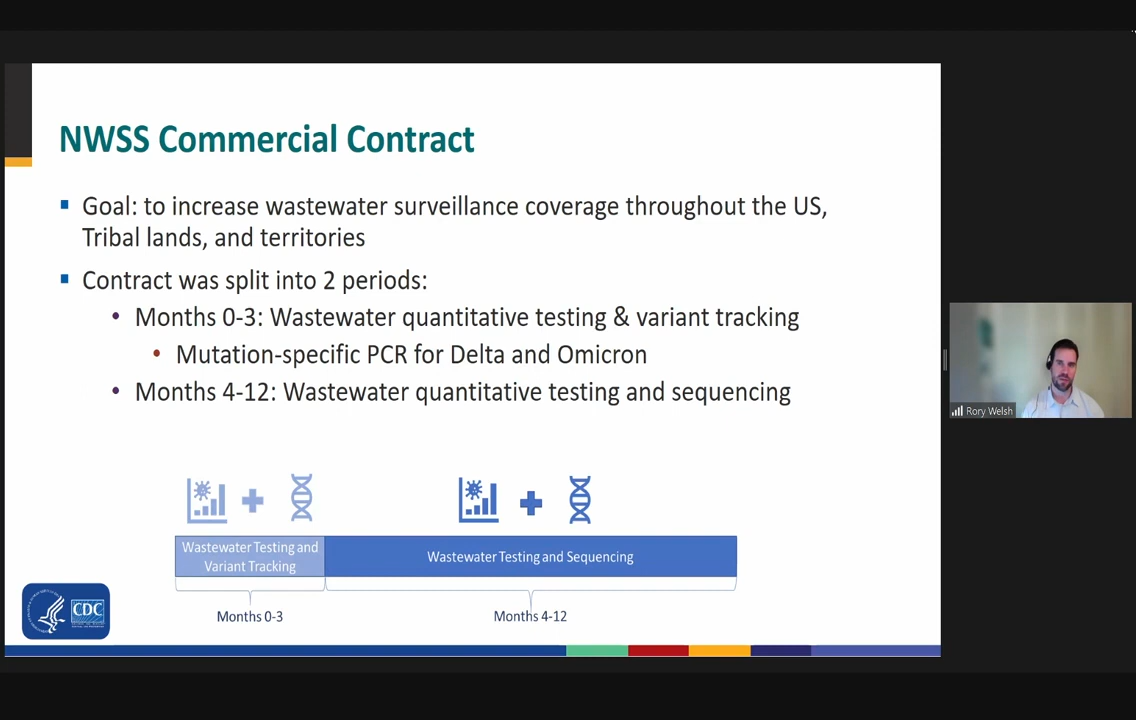 NWSS Commercial Contract
Goal: to increase wastewater surveillance coverage throughout the US,
Tribal lands, and territories
Contract was split into 2 periods:
Months 0-3: Wastewater quantitative testing & variant tracking
Mutation-specific PCR for Delta and Omicron
Months 4-12: Wastewater quantitative testing and sequencing
Wastewater Testing and
Variant Tracking
Wastewater Testing and Sequencing
Months 0-3
Months 4-12
CDC
Rory Welsh